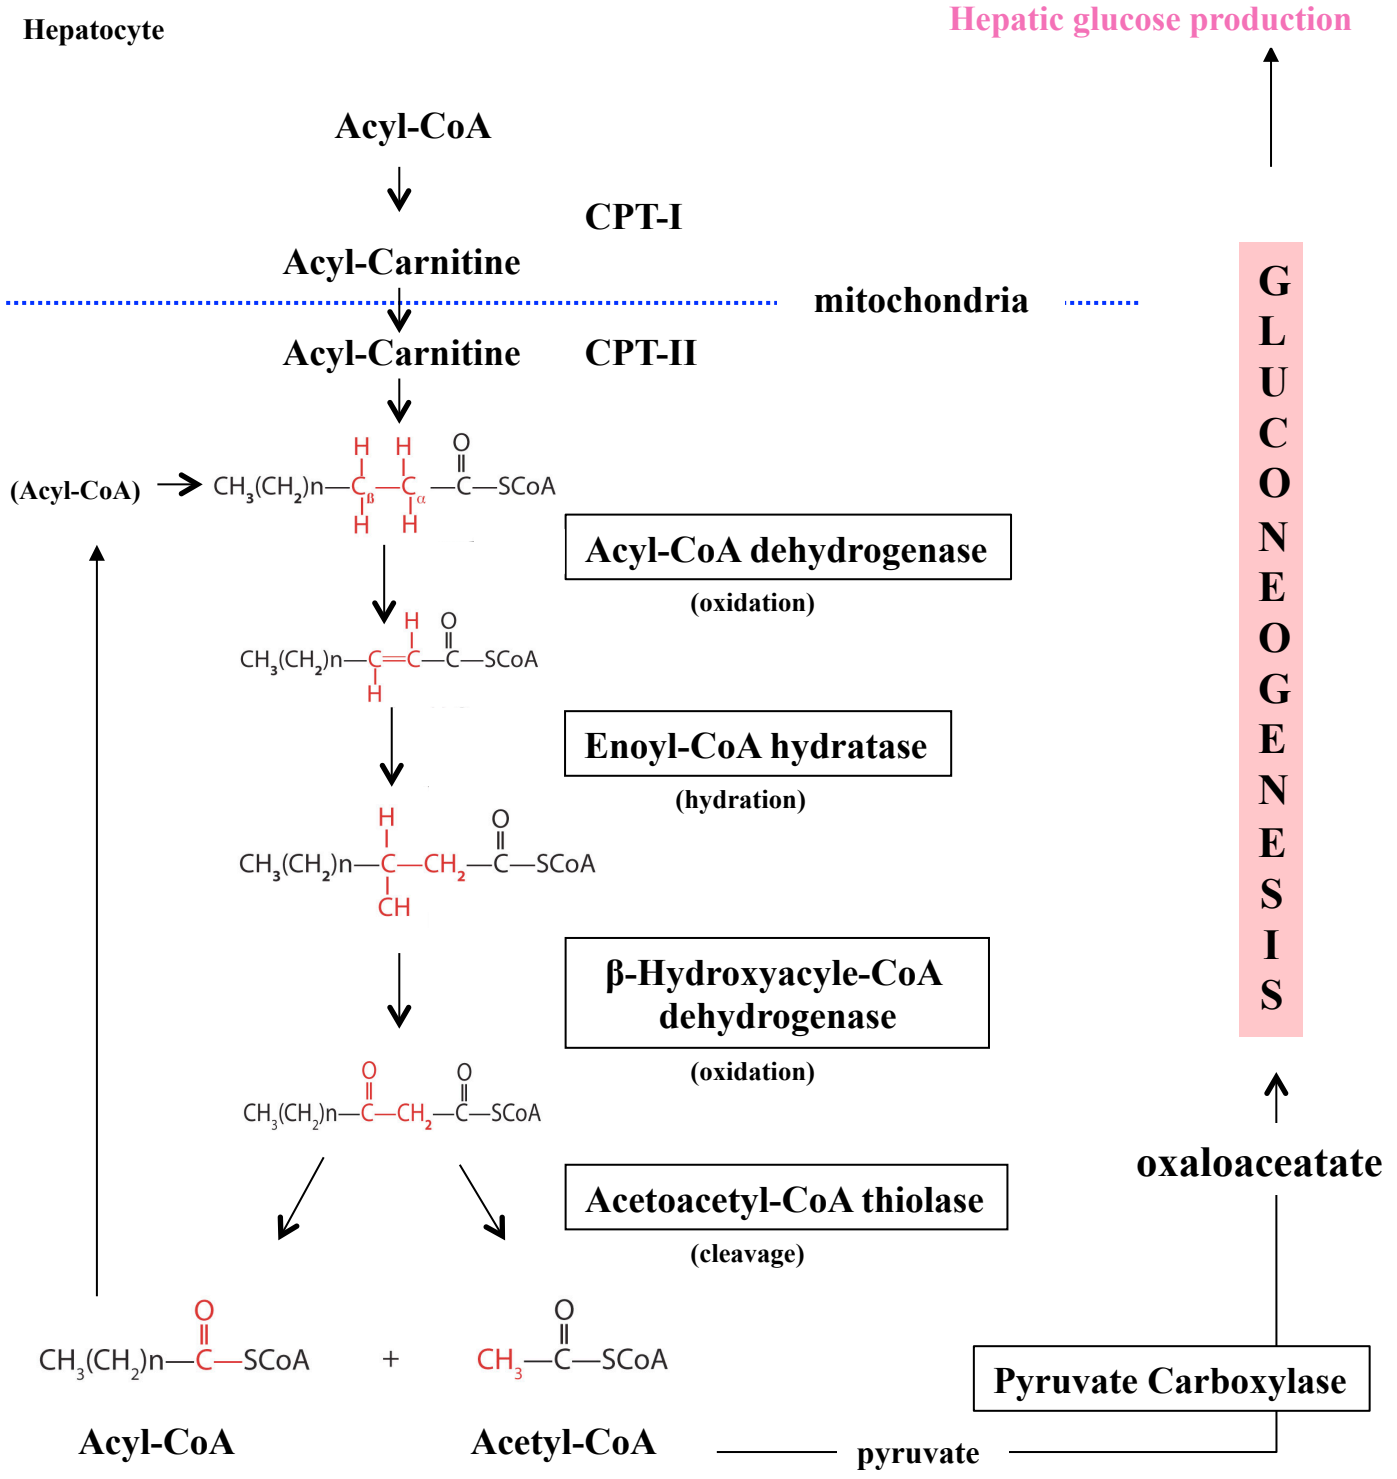 Hepatocyte
Hepatic glucose production
Acyl-CoA
CPT-I
Acyl-Carnitine
mitochondria
Acyl-Carnitine
CPT-II
H H O
(Acyl-CoA)
CH3(CH2)n—Cβ—Cα—C—SCoA
H H
Acyl-CoA dehydrogenase
(oxidation)
H O
CH3(CH2)n—C=C—C—SCoA
H
Enoyl-CoA hydratase
(hydration)
H O
CH3(CH2)n—C—CH2—C—SCoA
CH
β-Hydroxyacyle-CoA
dehydrogenase
(oxidation)
O O
CH3(CH2)n—C—CH2—C—SCoA
Acetoacetyl-CoA thiolase
(cleavage)
O
CH3(CH2)n—C—SCoA
+
O
CH3—C—SCoA
Acyl-CoA
Acetyl-CoA
pyruvate
Pyruvate Carboxylase
oxaloaceatate
G
L
U
C
O
N
E
O
G
E
N
E
S
I
S